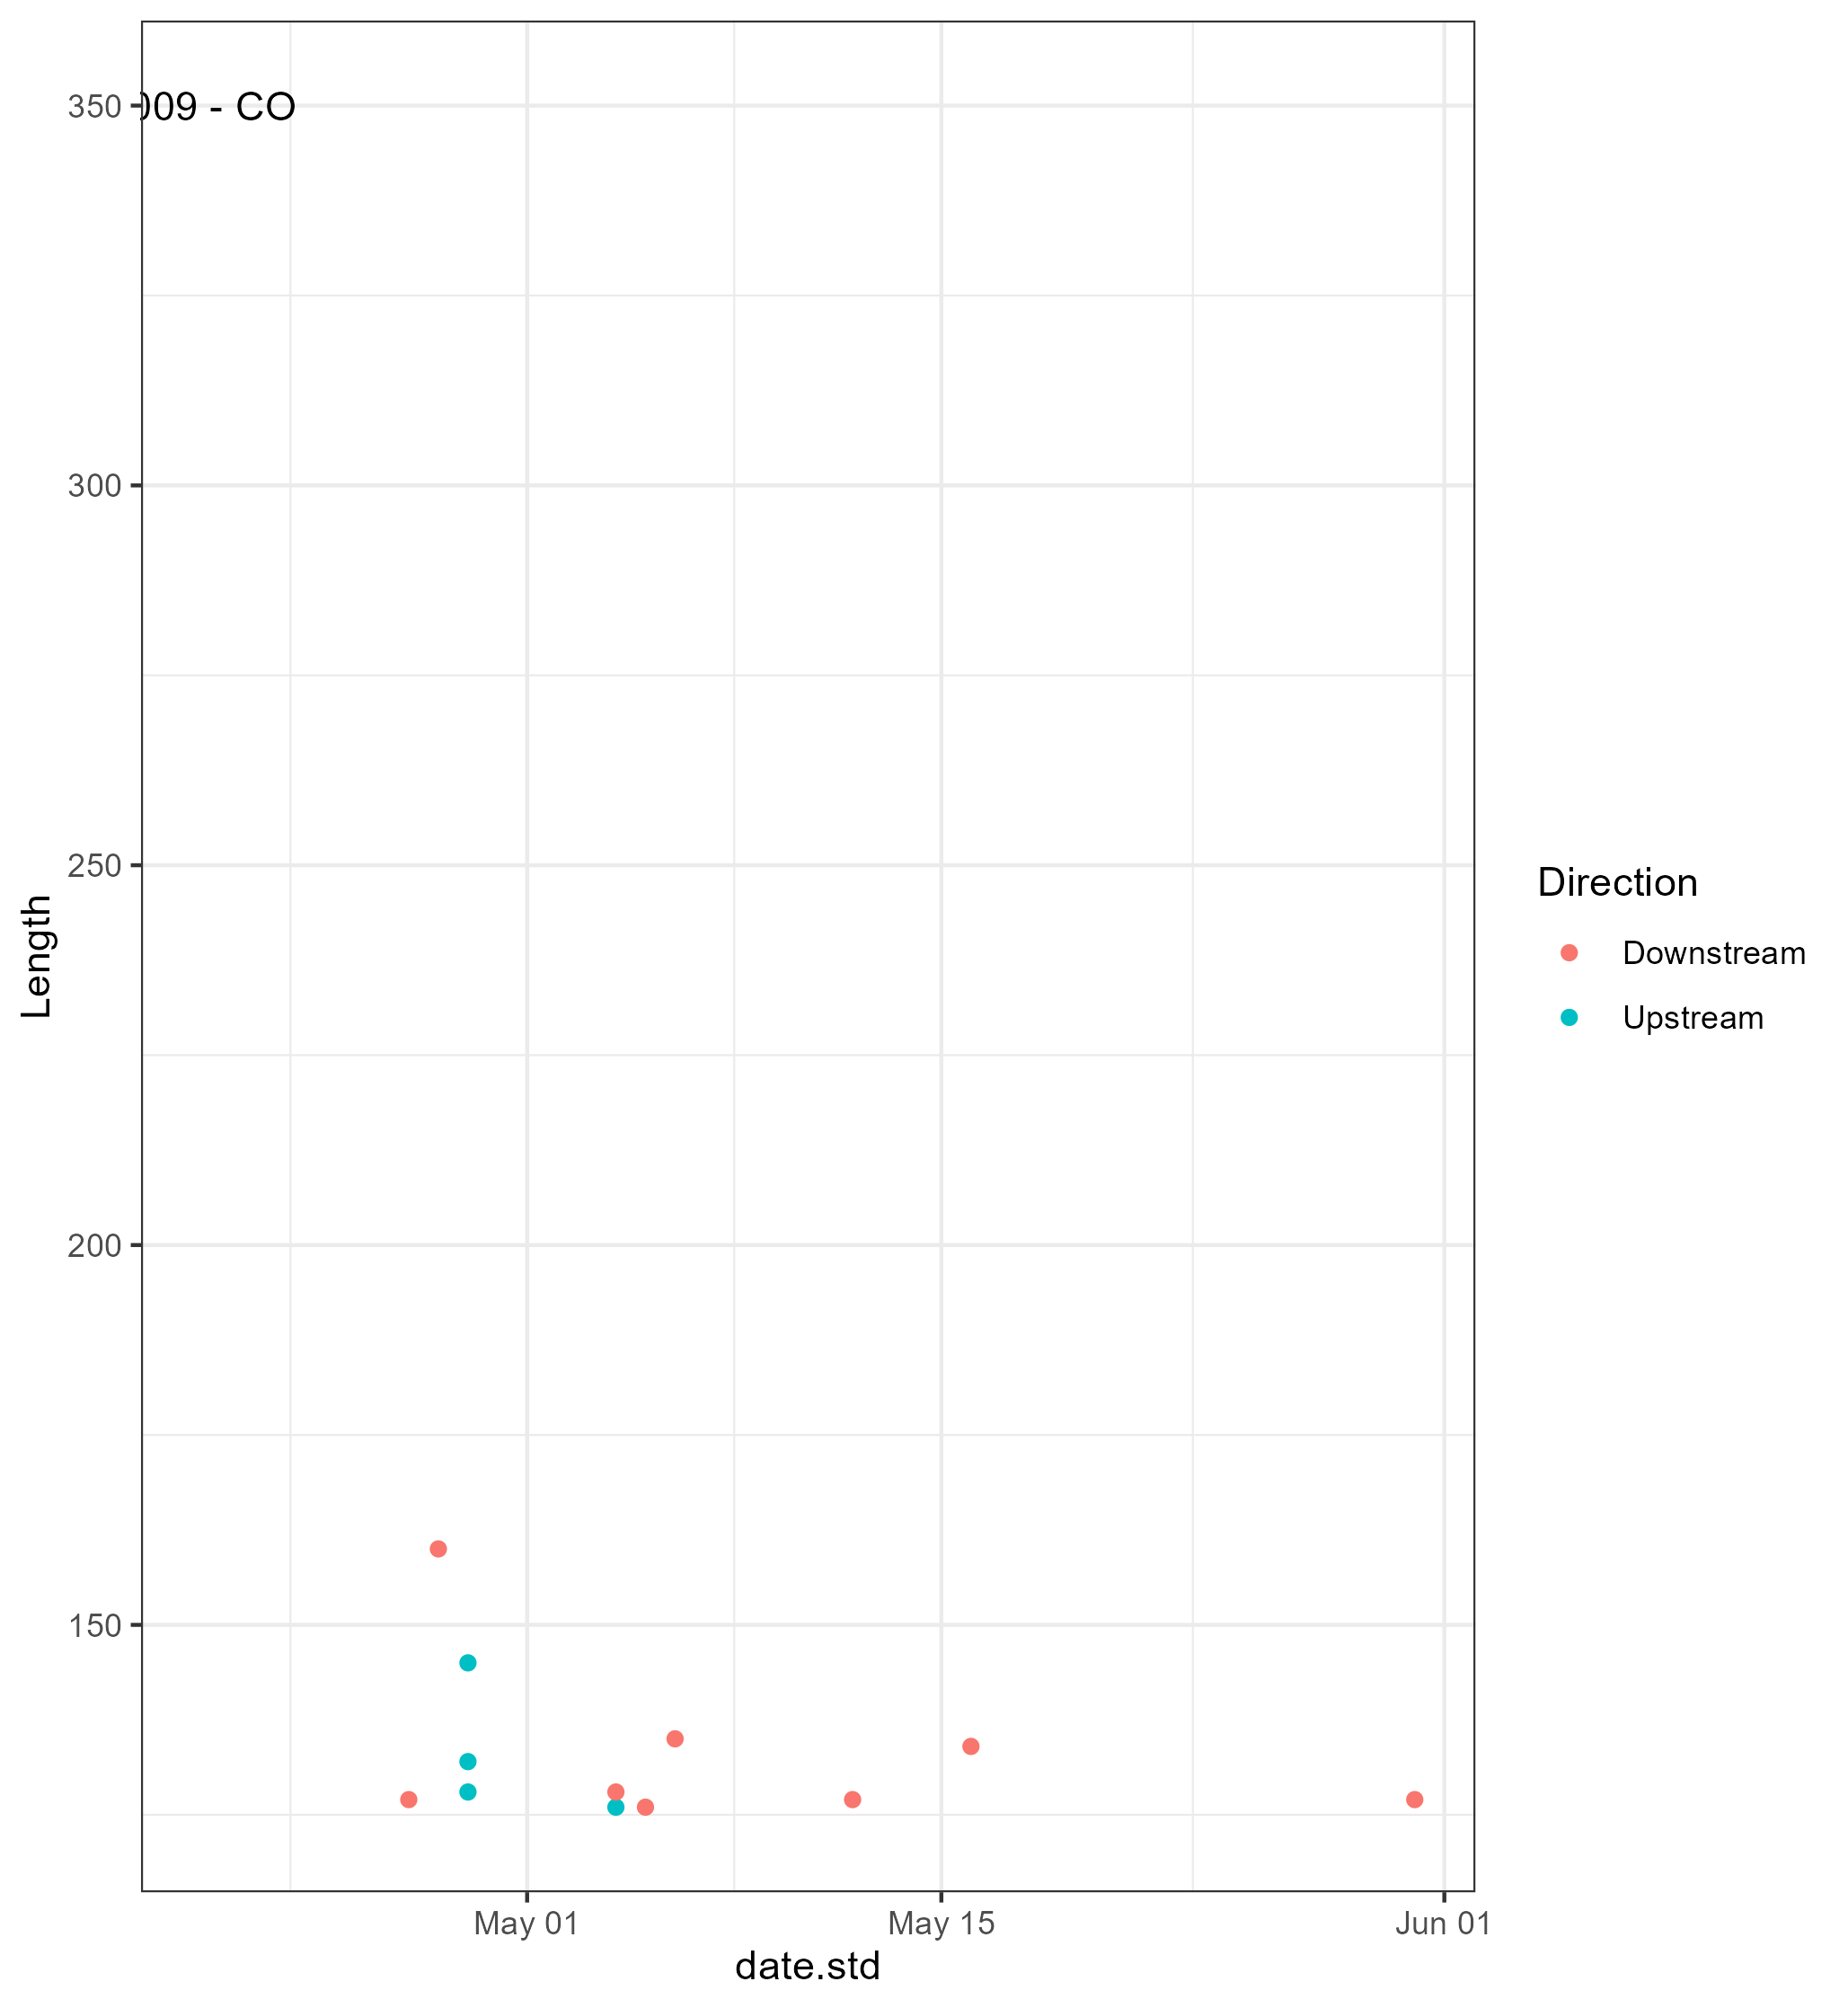 350
009 - CO
300
250
200
150
Length
May 01
May 15
Jun 01
date.std
Direction
Downstream
Upstream